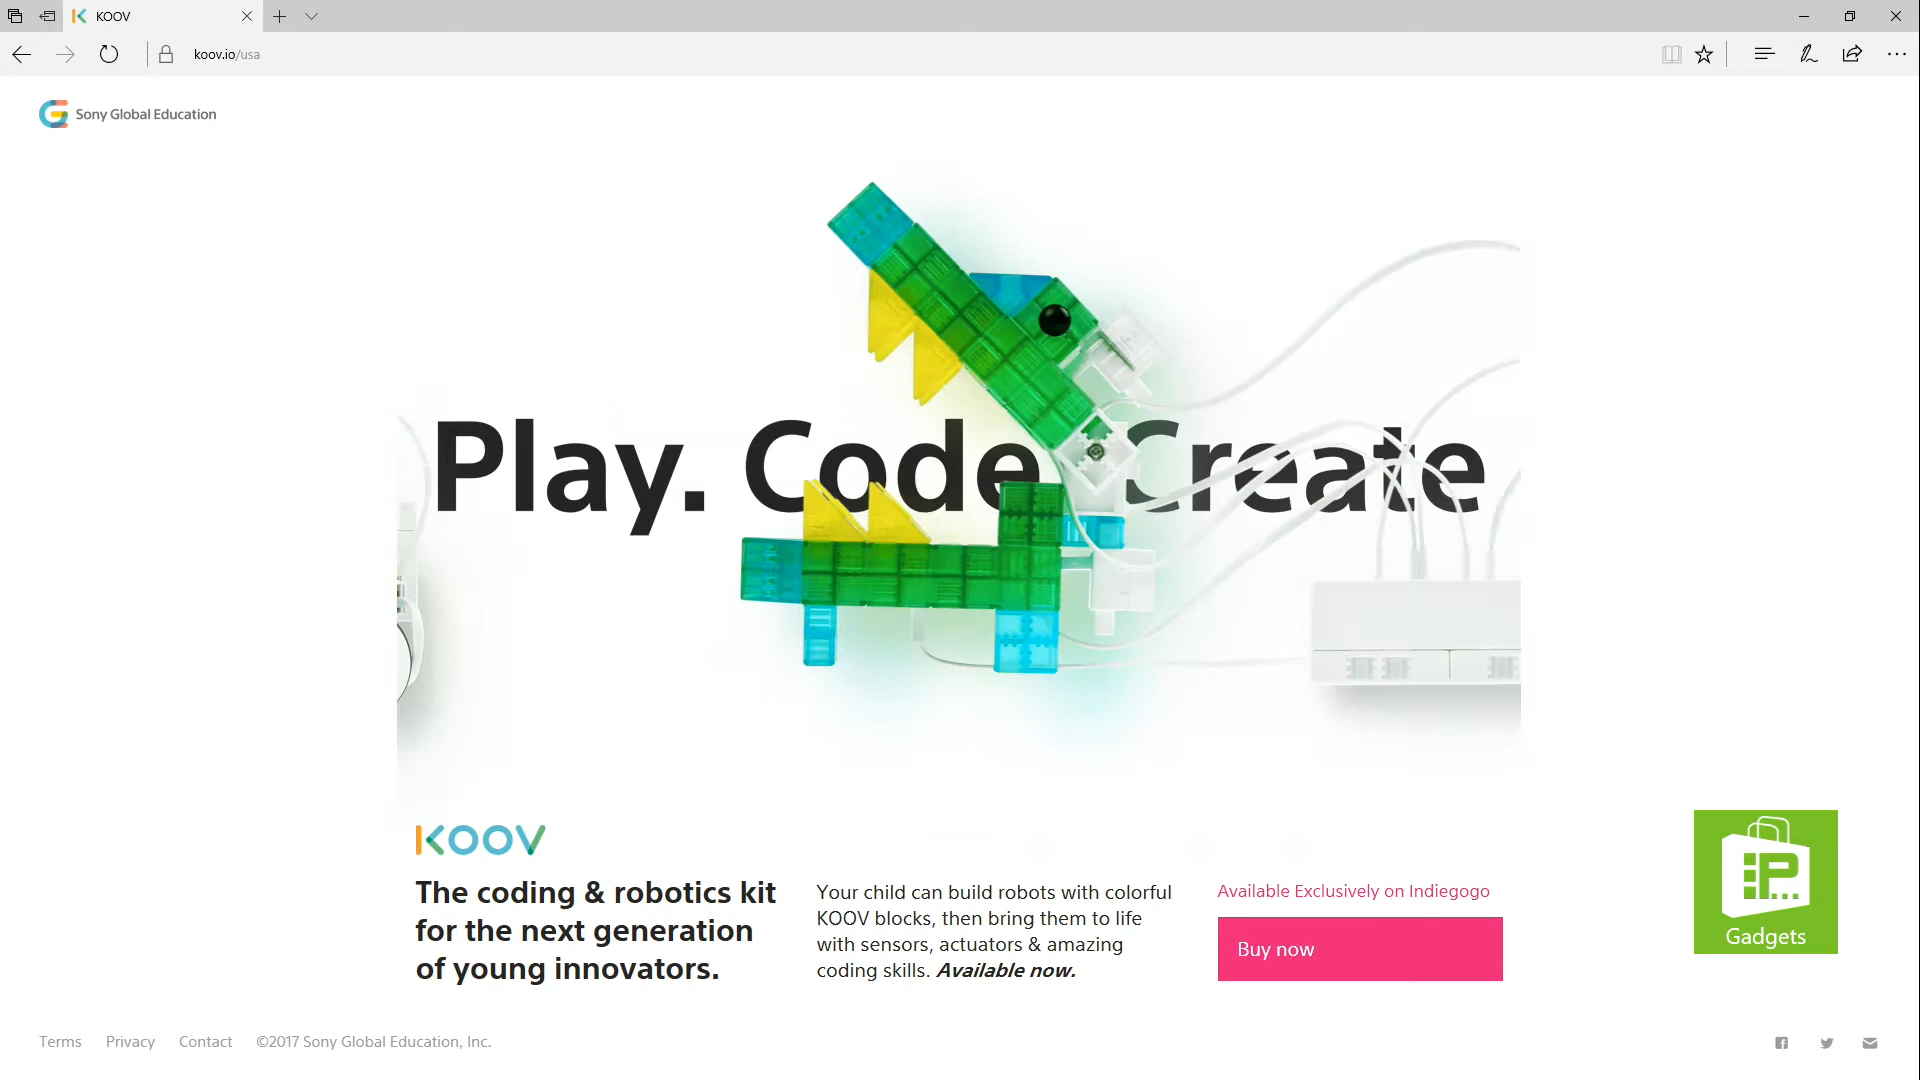 KOOV
koov.io/usa
Sony Global Education
Play. Code Create
KOOV
The coding & robotics kit
for the next generation
of young innovators.
Your child can build robots with colorful
KOOV blocks, then bring them to life
with sensors, actuators & amazing
coding skills. Available now.
Available Exclusively on Indiegogo
Buy now
P...
Gadgets
Terms Privacy Contact ©2017 Sony Global Education, Inc.